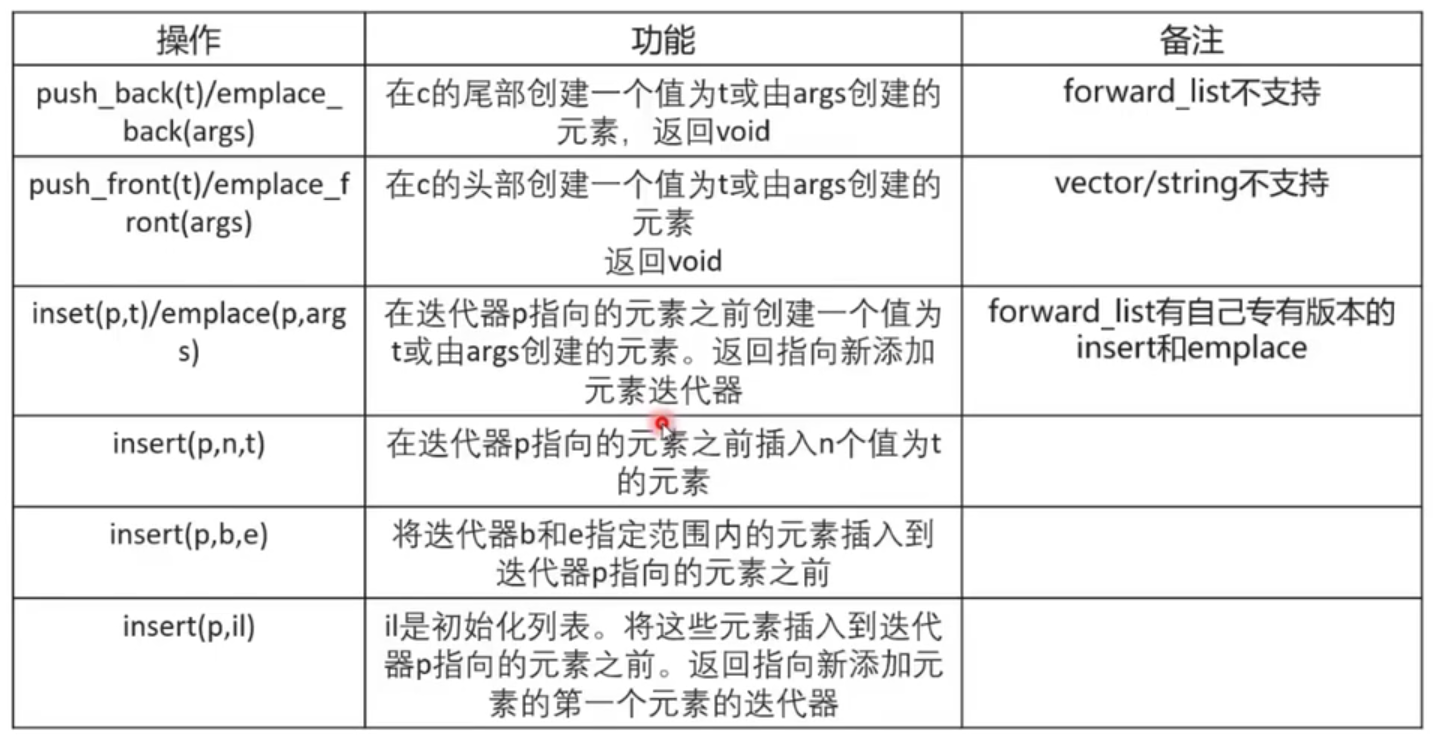 操作 功能 备注
push_back(t)/emplace_ 在c的尾部创建一个值为t或由args创建的 forward_list不支持
back(args) 元素，返回void
push_front(t)/emplace_f 在c的头部创建一个值为t或由args创建的 vector/string不支持
ront(args) 元素
返回void
inset(p,t)/emplace(p,arg 在迭代器p指向的元素之前创建一个值为 forward_list有自己专有版本的
s) t或由args创建的元素。返回指向新添加 insert和emplace
元素迭代器
insert(p,n,t) 在迭代器p指向的元素之前插入n个值为t
的元素
insert(p,b,e) 将迭代器b和e指定范围内的元素插入到
迭代器p指向的元素之前
insert(p,il) il是初始化列表。将这些元素插入到迭代
器p指向的元素之前。返回指向新添加元
素的第一个元素的迭代器